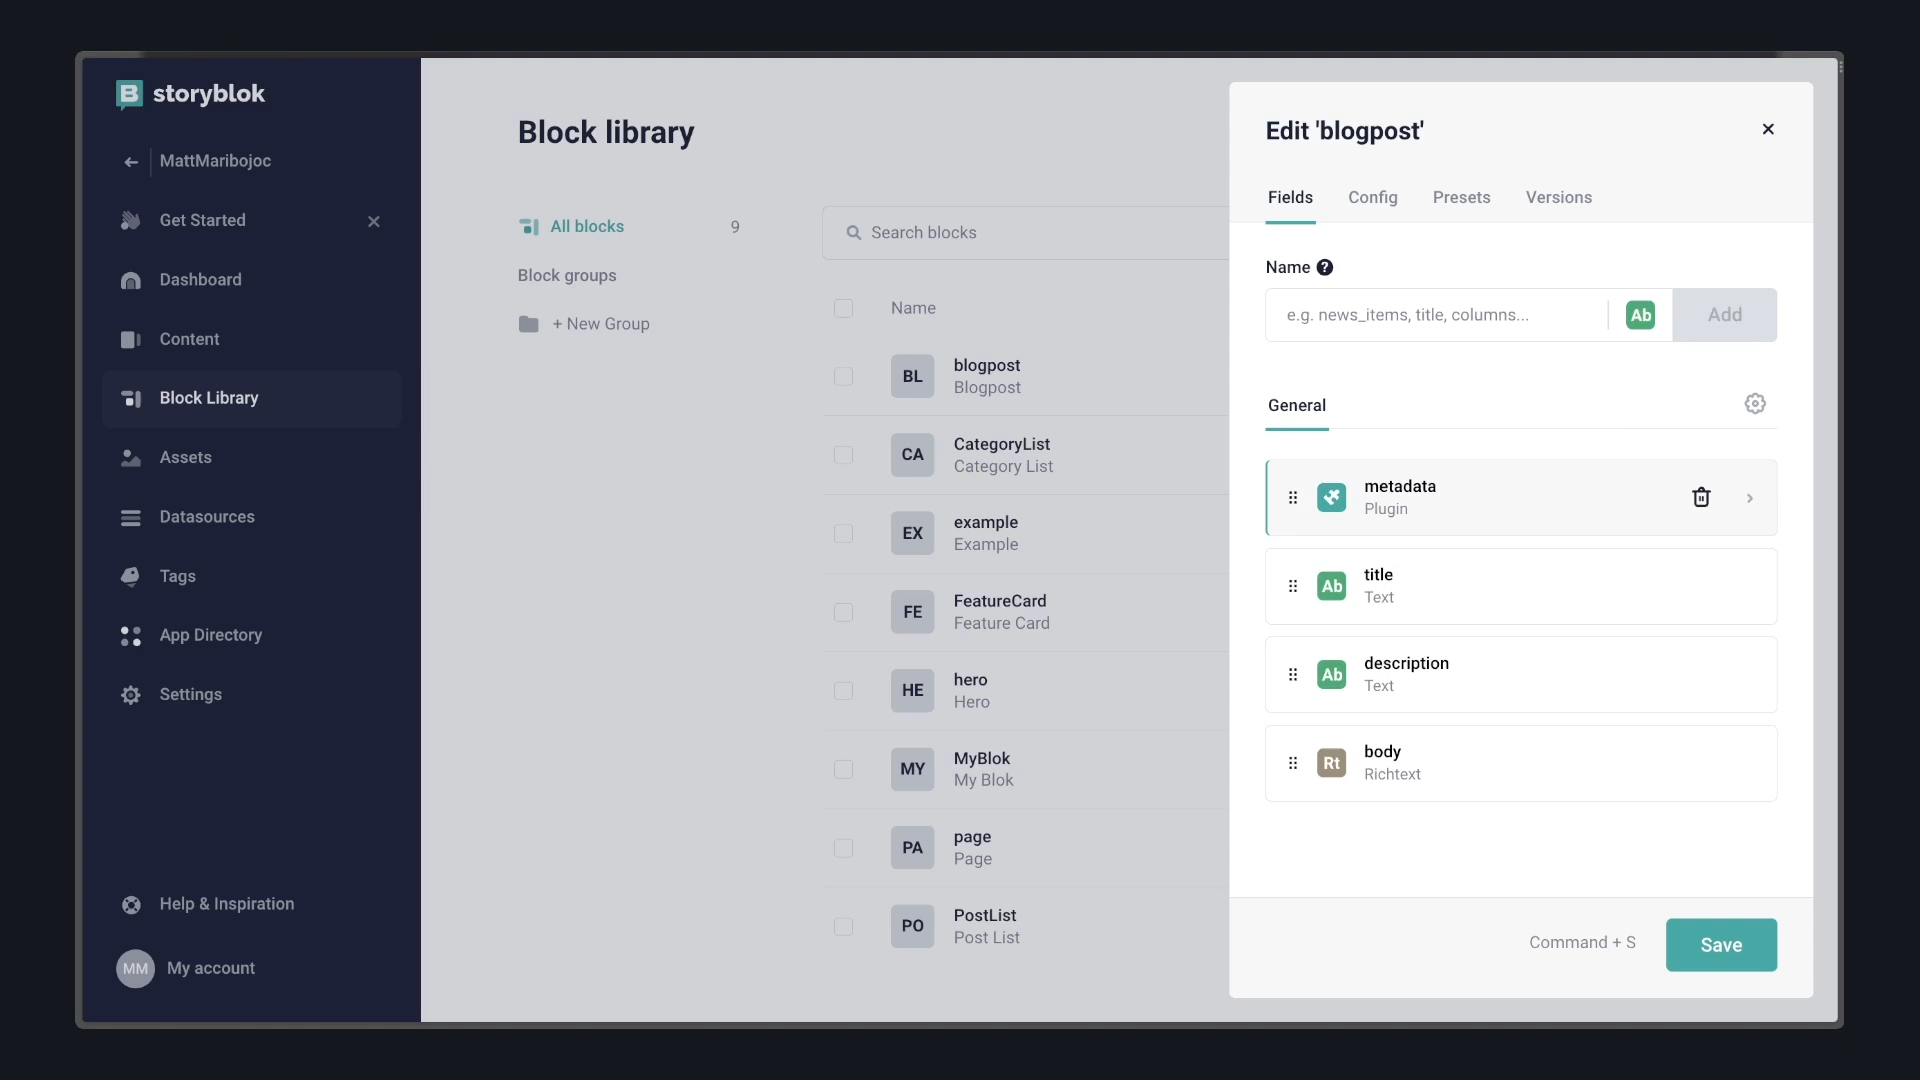 storyblok
MattMaribojoc
Get Started
Dashboard
Content
Block Library
Assets
Datasources
Tags
App Directory
Settings
Help & Inspiration
MM
My account
Block library
All blocks
9
Block groups
+ New Group
Search blocks
Name
BL
blogpost
Blogpost
CA
CategoryList
Category List
EX
example
Example
FE
FeatureCard
Feature Card
HE
hero
Hero
MY
MyBlok
My Blok
PA
page
Page
PO
PostList
Post List
Edit 'blogpost'
Fields
Config
Presets
Versions
Name ?
e.g. news_items, title, columns...
Ab
Add
General
metadata
Plugin
Ab
title
Text
Ab
description
Text
Rt
body
Richtext
Command + S
Save